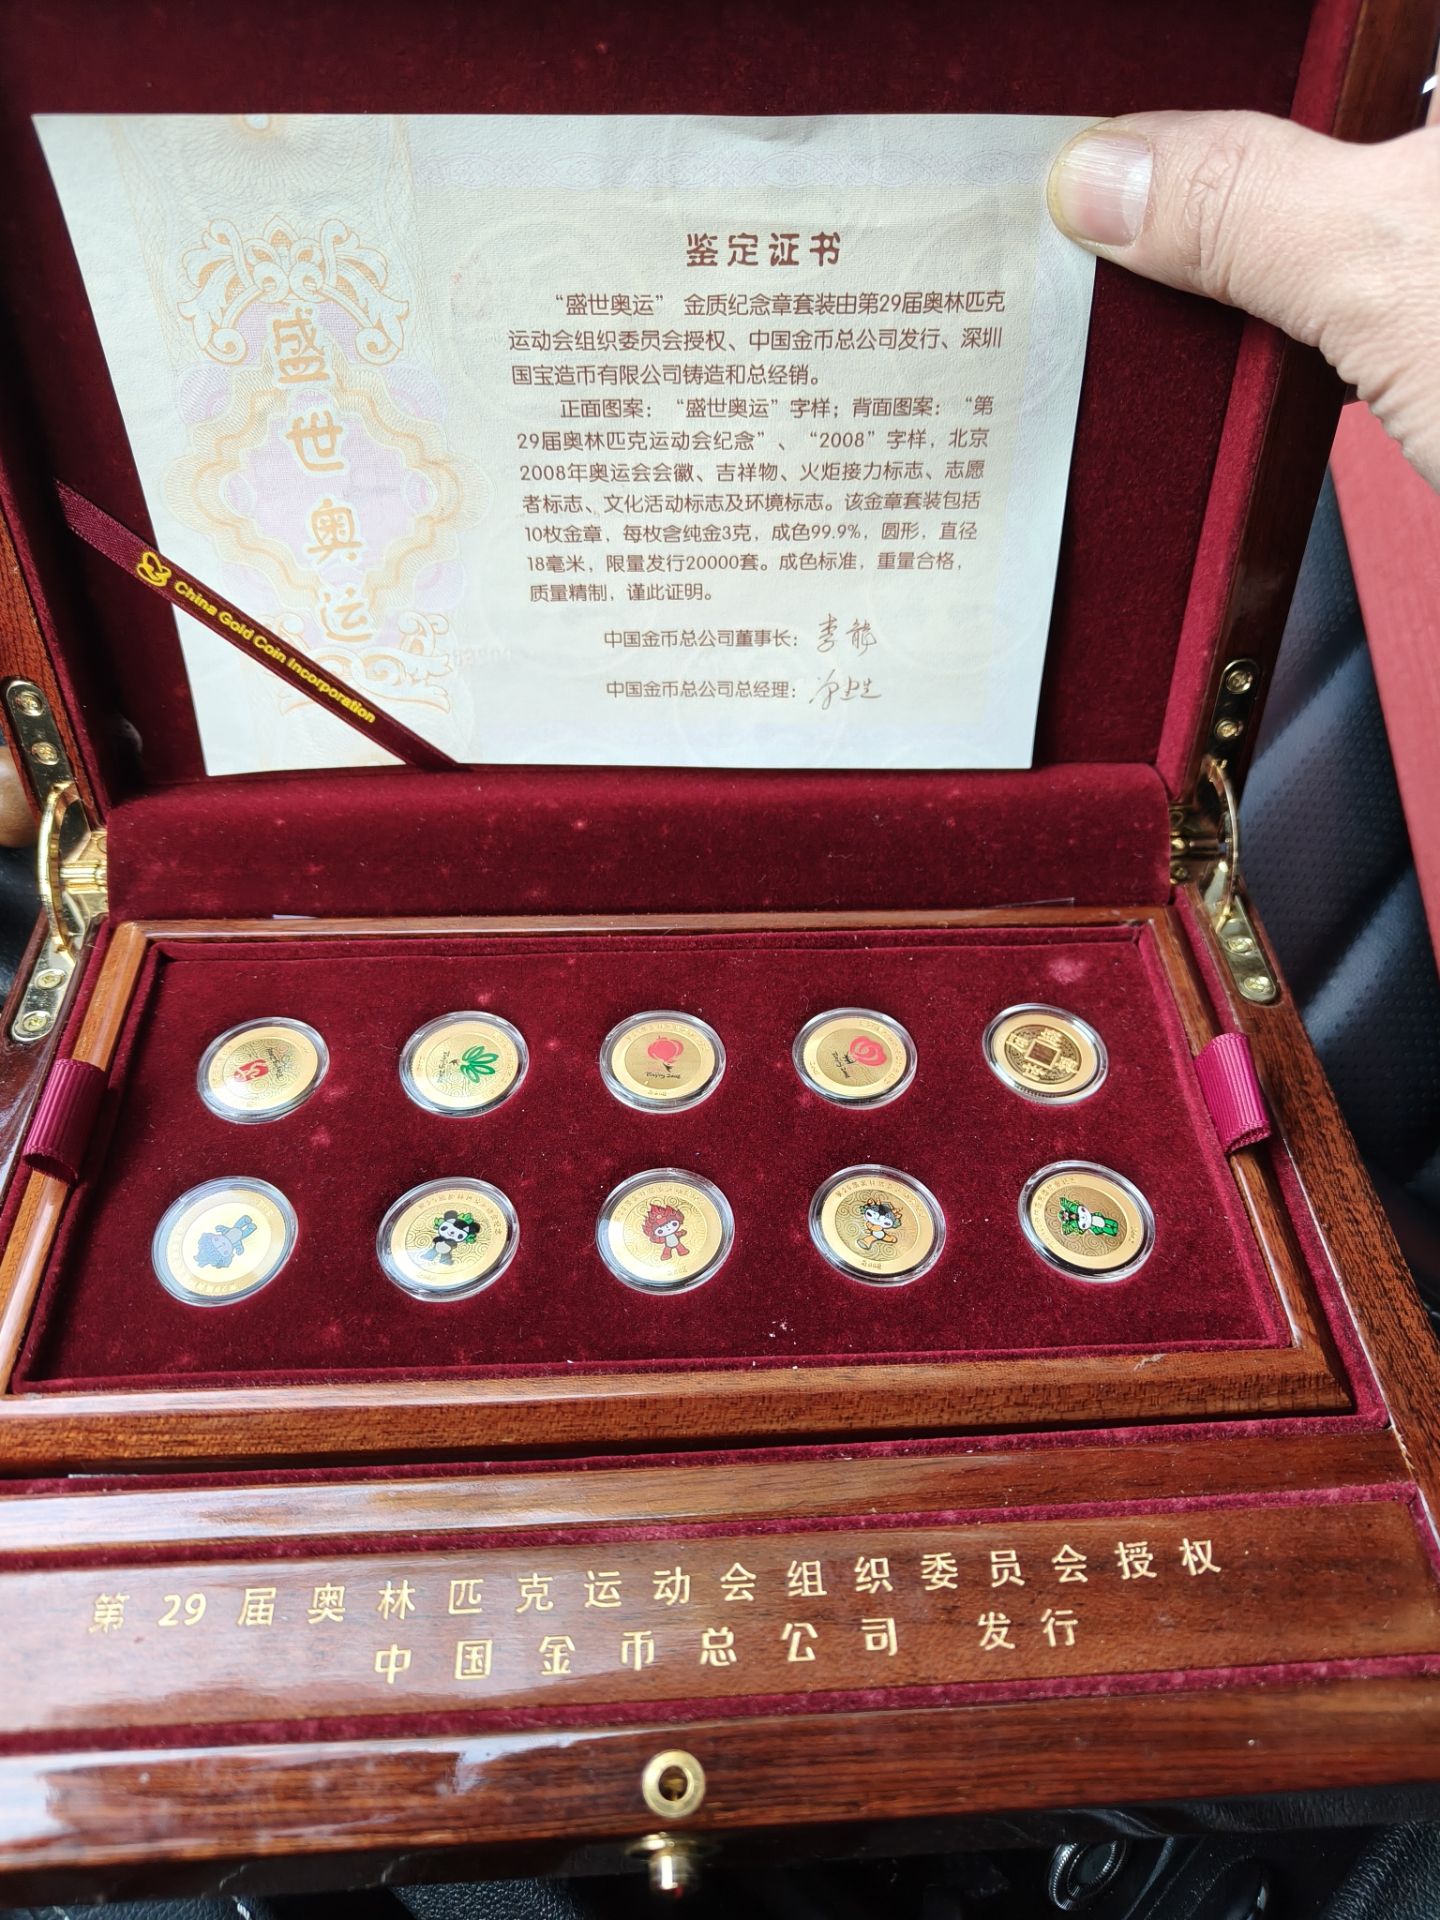 盛世奥运
鉴定证书
“盛世奥运” 金质纪念章套装由第29届奥林匹克
运动会组织委员会授权、中国金币总公司发行、深圳
国宝造币有限公司铸造和总经销。
正面图案：“盛世奥运”字样；背面图案：“第
29届奥林匹克运动会纪念”、“2008”字样，北京
2008年奥运会会徽、吉祥物、火炬接力标志、志愿
者标志、文化活动标志及环境标志。该金章套装包括
10枚金章，每枚含纯金3克，成色99.9%，圆形，直径
18毫米，限量发行20000套。成色标准，重量合格，
质量精制，谨此证明。
中国金币总公司董事长：
中国金币总公司总经理：
China Gold Coin Incorporation
第29届奥林匹克运动会组织委员会授权
中国金币总公司 发行